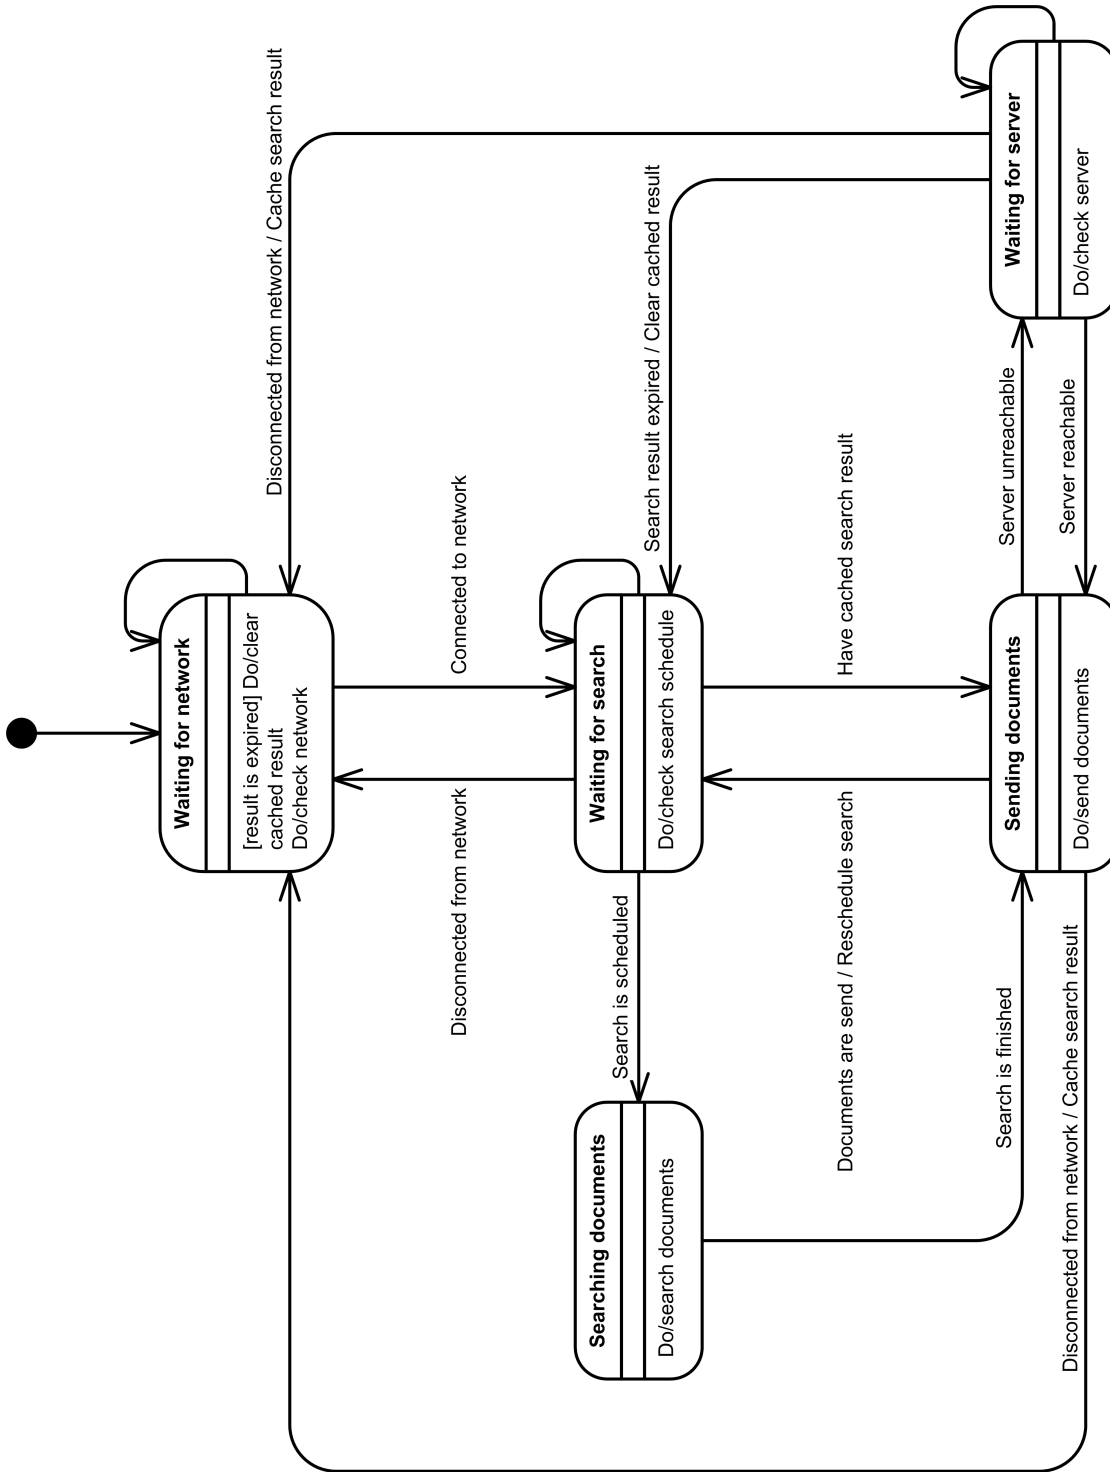 Waiting for network
[result is expired] Do/clear
cached result
Do/check network
Disconnected from network / Cache search result
Connected to network
Disconnected from network
Waiting for search
Do/check search schedule
Search result expired / Clear cached result
Search is scheduled
Searching documents
Do/search documents
Have cached search result
Documents are send / Reschedule search
Search is finished
Sending documents
Do/send documents
Server unreachable
Server reachable
Waiting for server
Do/check server
Disconnected from network / Cache search result